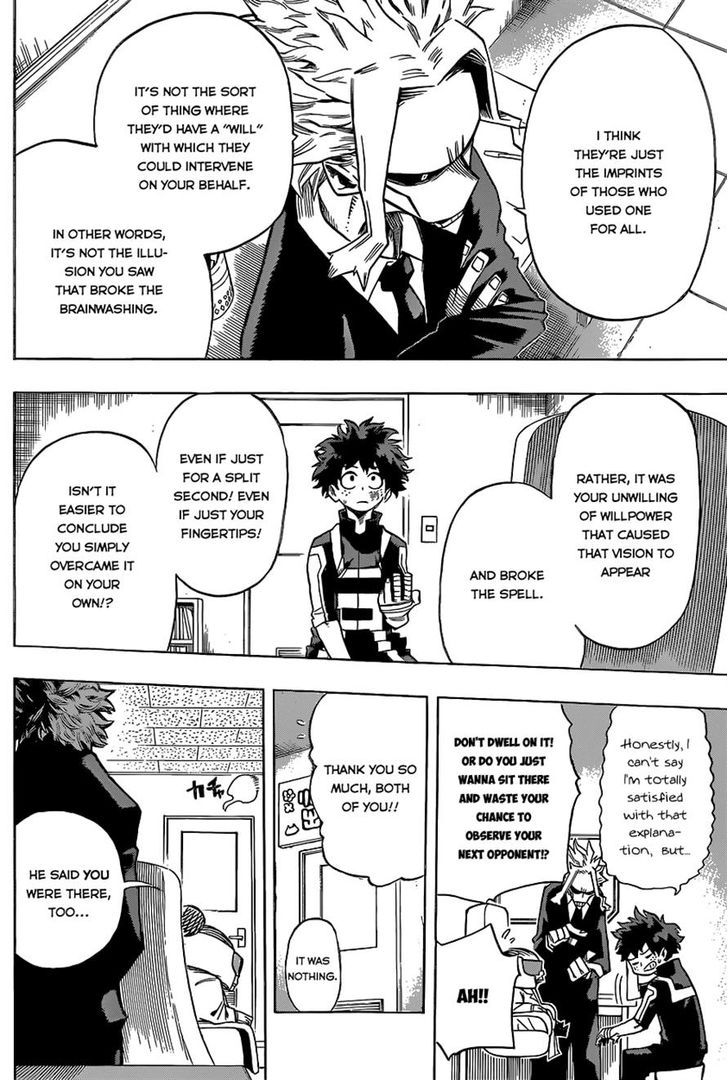 I THINK
THEY'RE JUST
THE IMPRINTS
OF THOSE WHO
USED ONE
FOR ALL.
IT'S NOT THE SORT
OF THING WHERE
THEY'D HAVE A "WILL"
WITH WHICH THEY
COULD INTERVENE
ON YOUR BEHALF.
IN OTHER WORDS,
IT'S NOT THE ILLU-
SION YOU SAW
THAT BROKE THE
BRAINWASHING.
RATHER, IT WAS
YOUR UNWILLING
OF WILLPOWER
THAT CAUSED
THAT VISION TO
APPEAR
AND BROKE
THE SPELL.
EVEN IF JUST
FOR A SPLIT
SECOND! EVEN
IF JUST YOUR
FINGERTIPS!
ISN'T IT
EASIER TO
CONCLUDE
YOU SIMPLY
OVERCAME IT
ON YOUR
OWN!?
Honestly, I
can't say
I'm totally
satisfied
with that
explana-
tion, But...
DON'T DWELL ON IT!
OR DO YOU JUST
WANNA SIT THERE
AND WASTE YOUR
CHANCE TO
OBSERVE YOUR
NEXT OPPONENT!?
AH!!
THANK YOU SO
MUCH, BOTH
OF YOU!!
IT WAS
NOTHING.
ガチャ
HE SAID YOU
WERE THERE,
TOO...